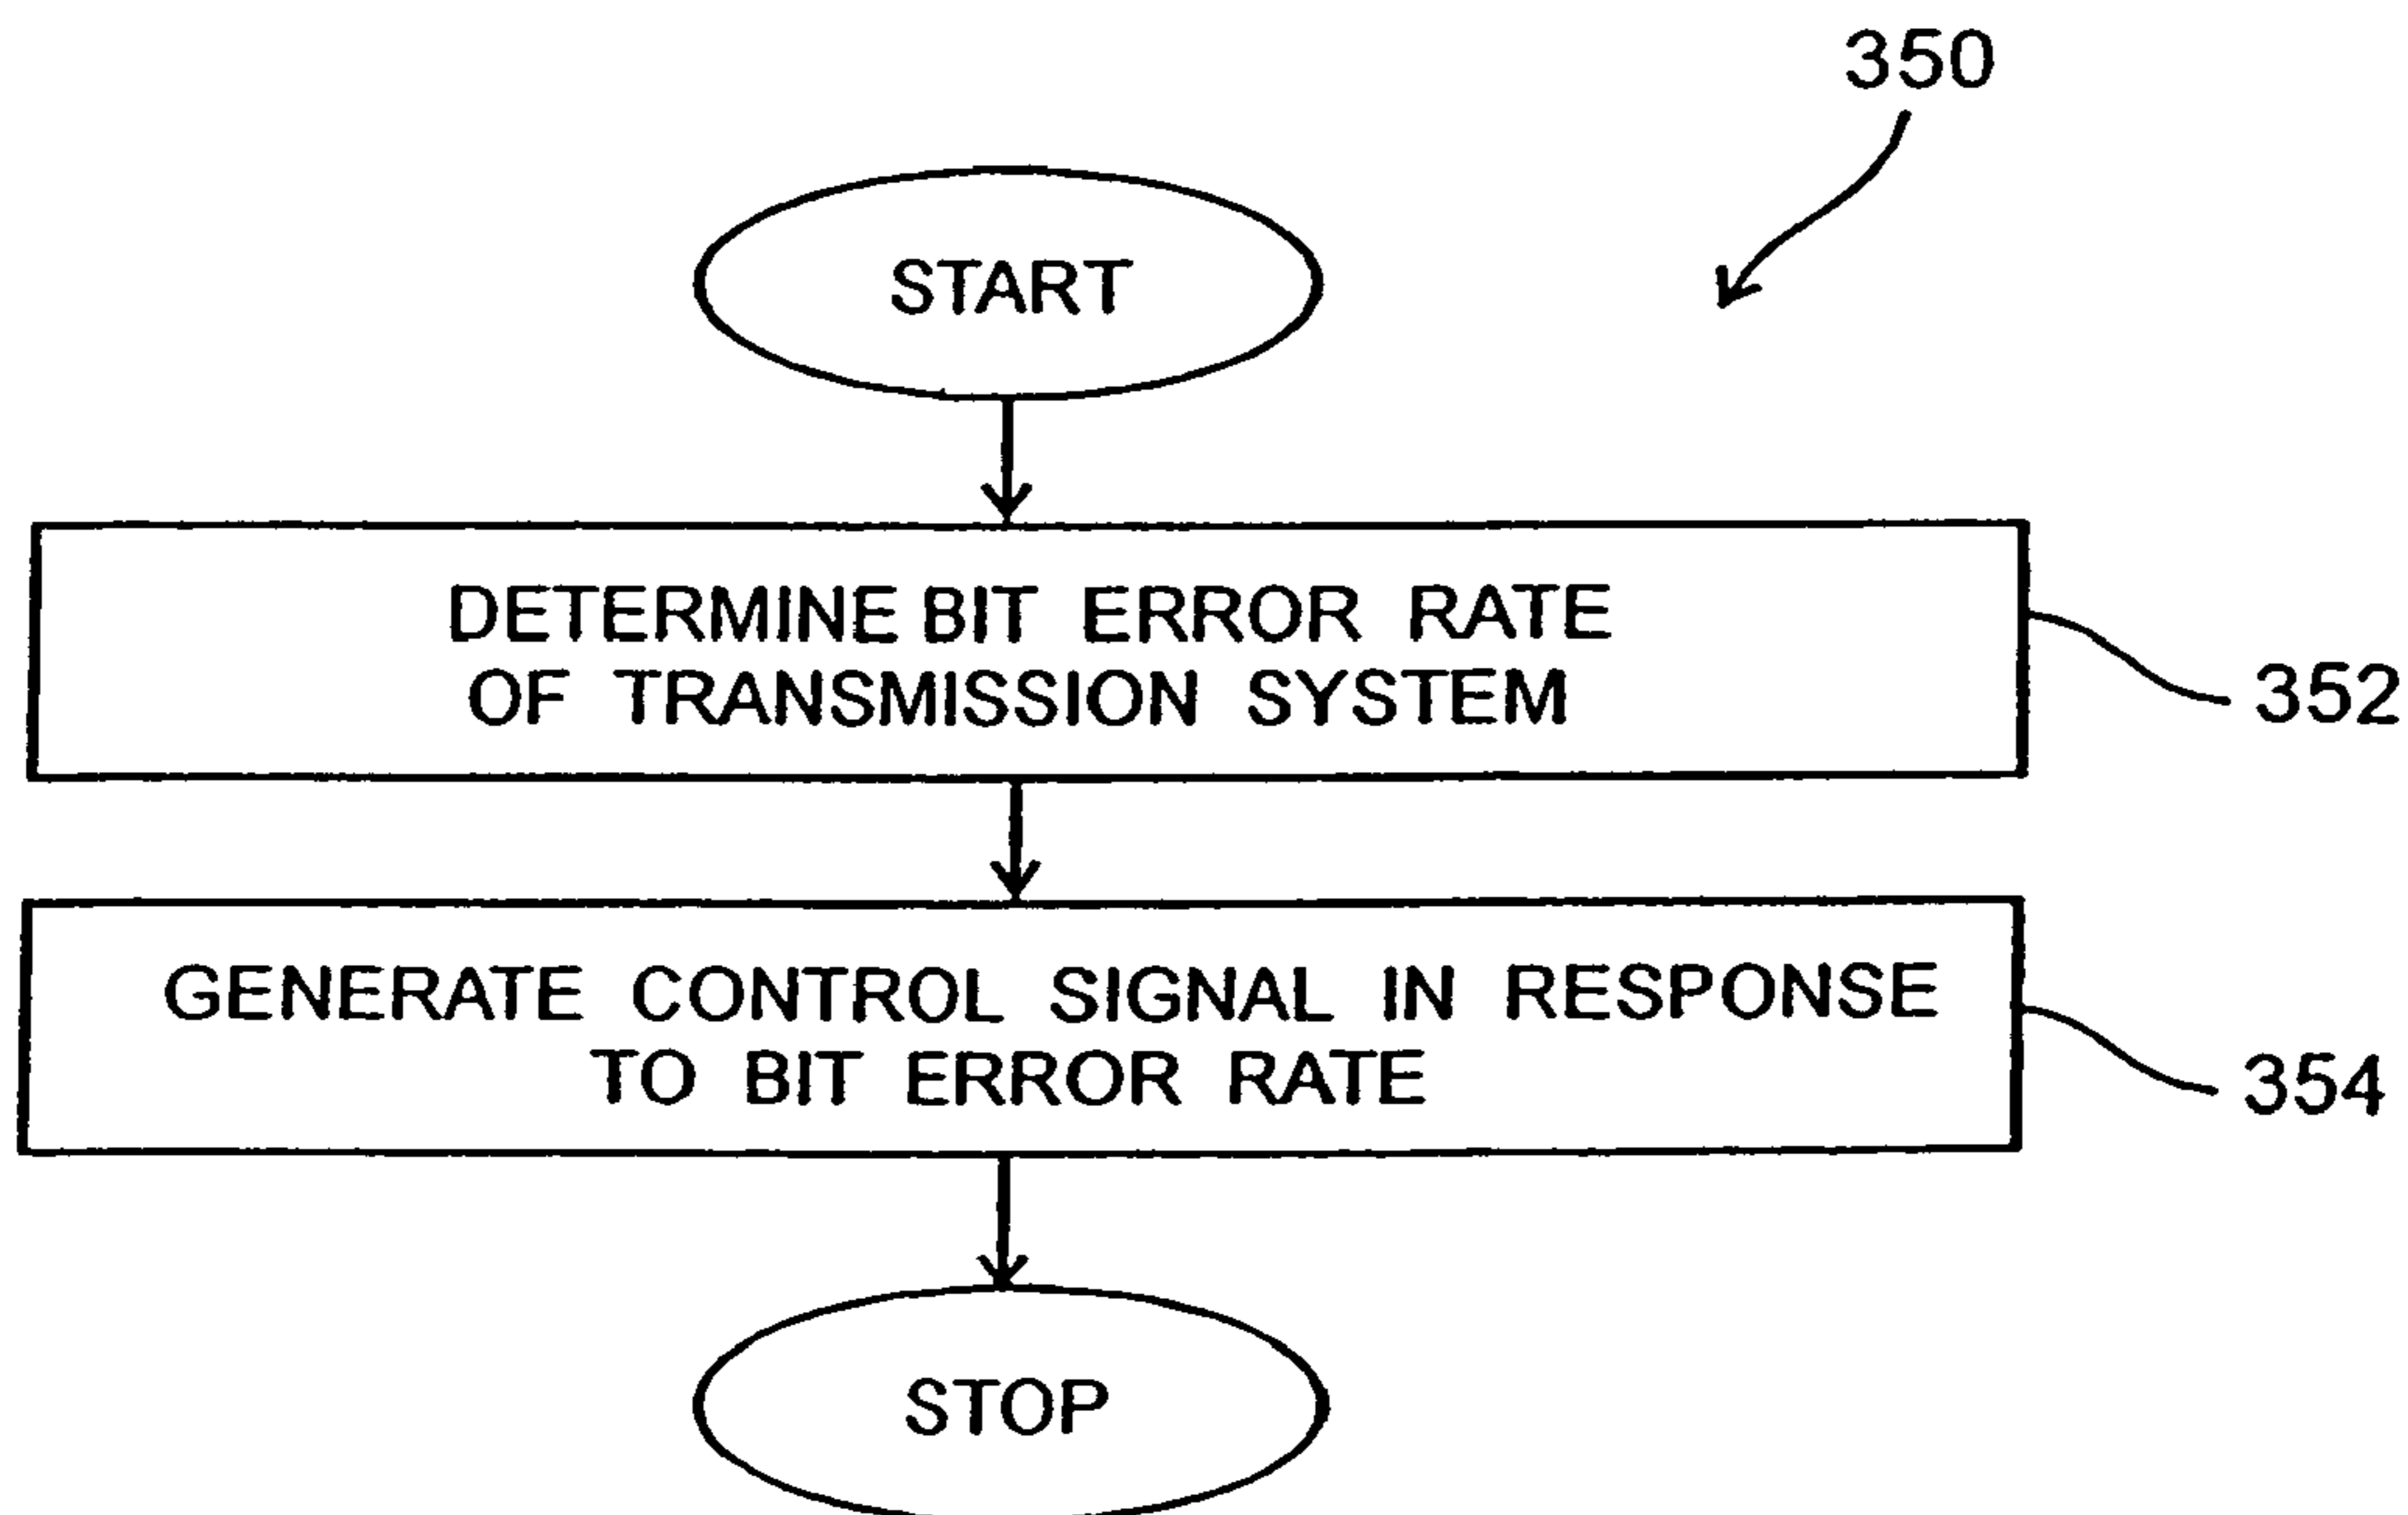 350
START
DETERMINE BIT ERROR RATE
OF TRANSMISSION SYSTEM
352
GENERATE CONTROL SIGNAL IN RESPONSE
TO BIT ERROR RATE
354
STOP